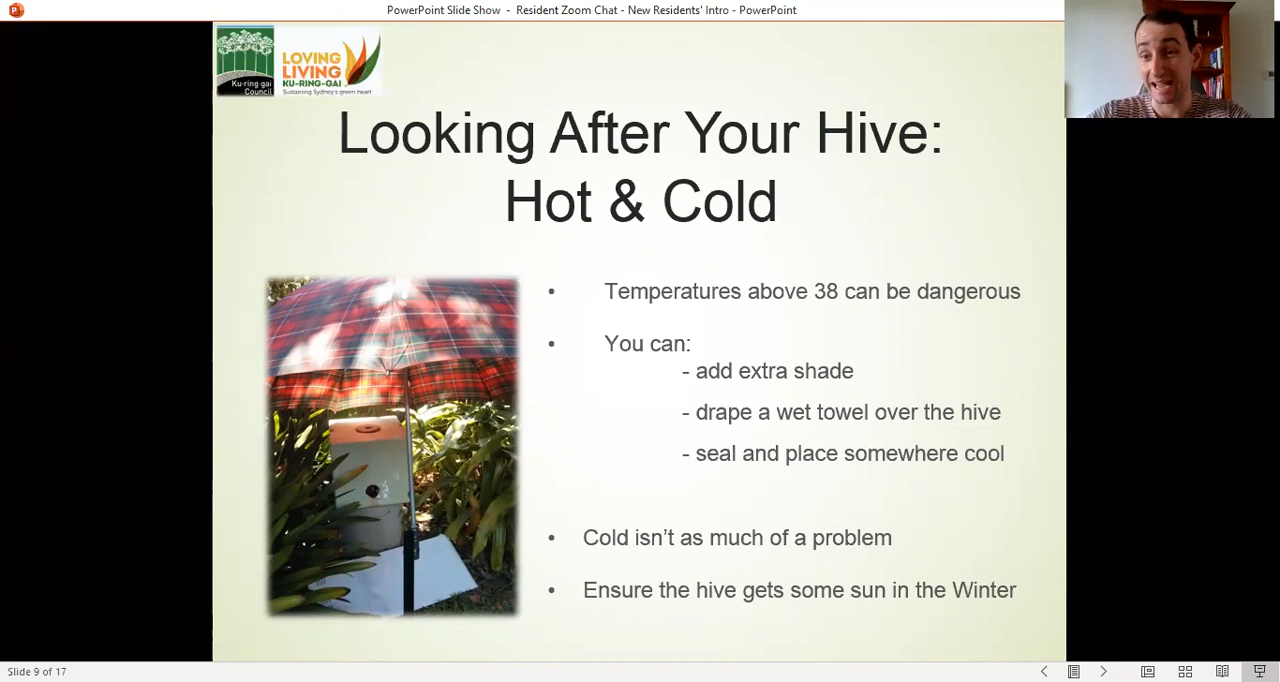 PowerPoint Slide Show - Resident Zoom Chat - New Residents' Intro - PowerPoint
Ku-ring-gai
Council
LOVING
LIVING
KU-RING-GAI
Sustaining Sydney's green heart
Looking After Your Hive:
Hot & Cold
• Temperatures above 38 can be dangerous
• You can:
- add extra shade
- drape a wet towel over the hive
- seal and place somewhere cool
• Cold isn't as much of a problem
• Ensure the hive gets some sun in the Winter
Slide 9 of 17